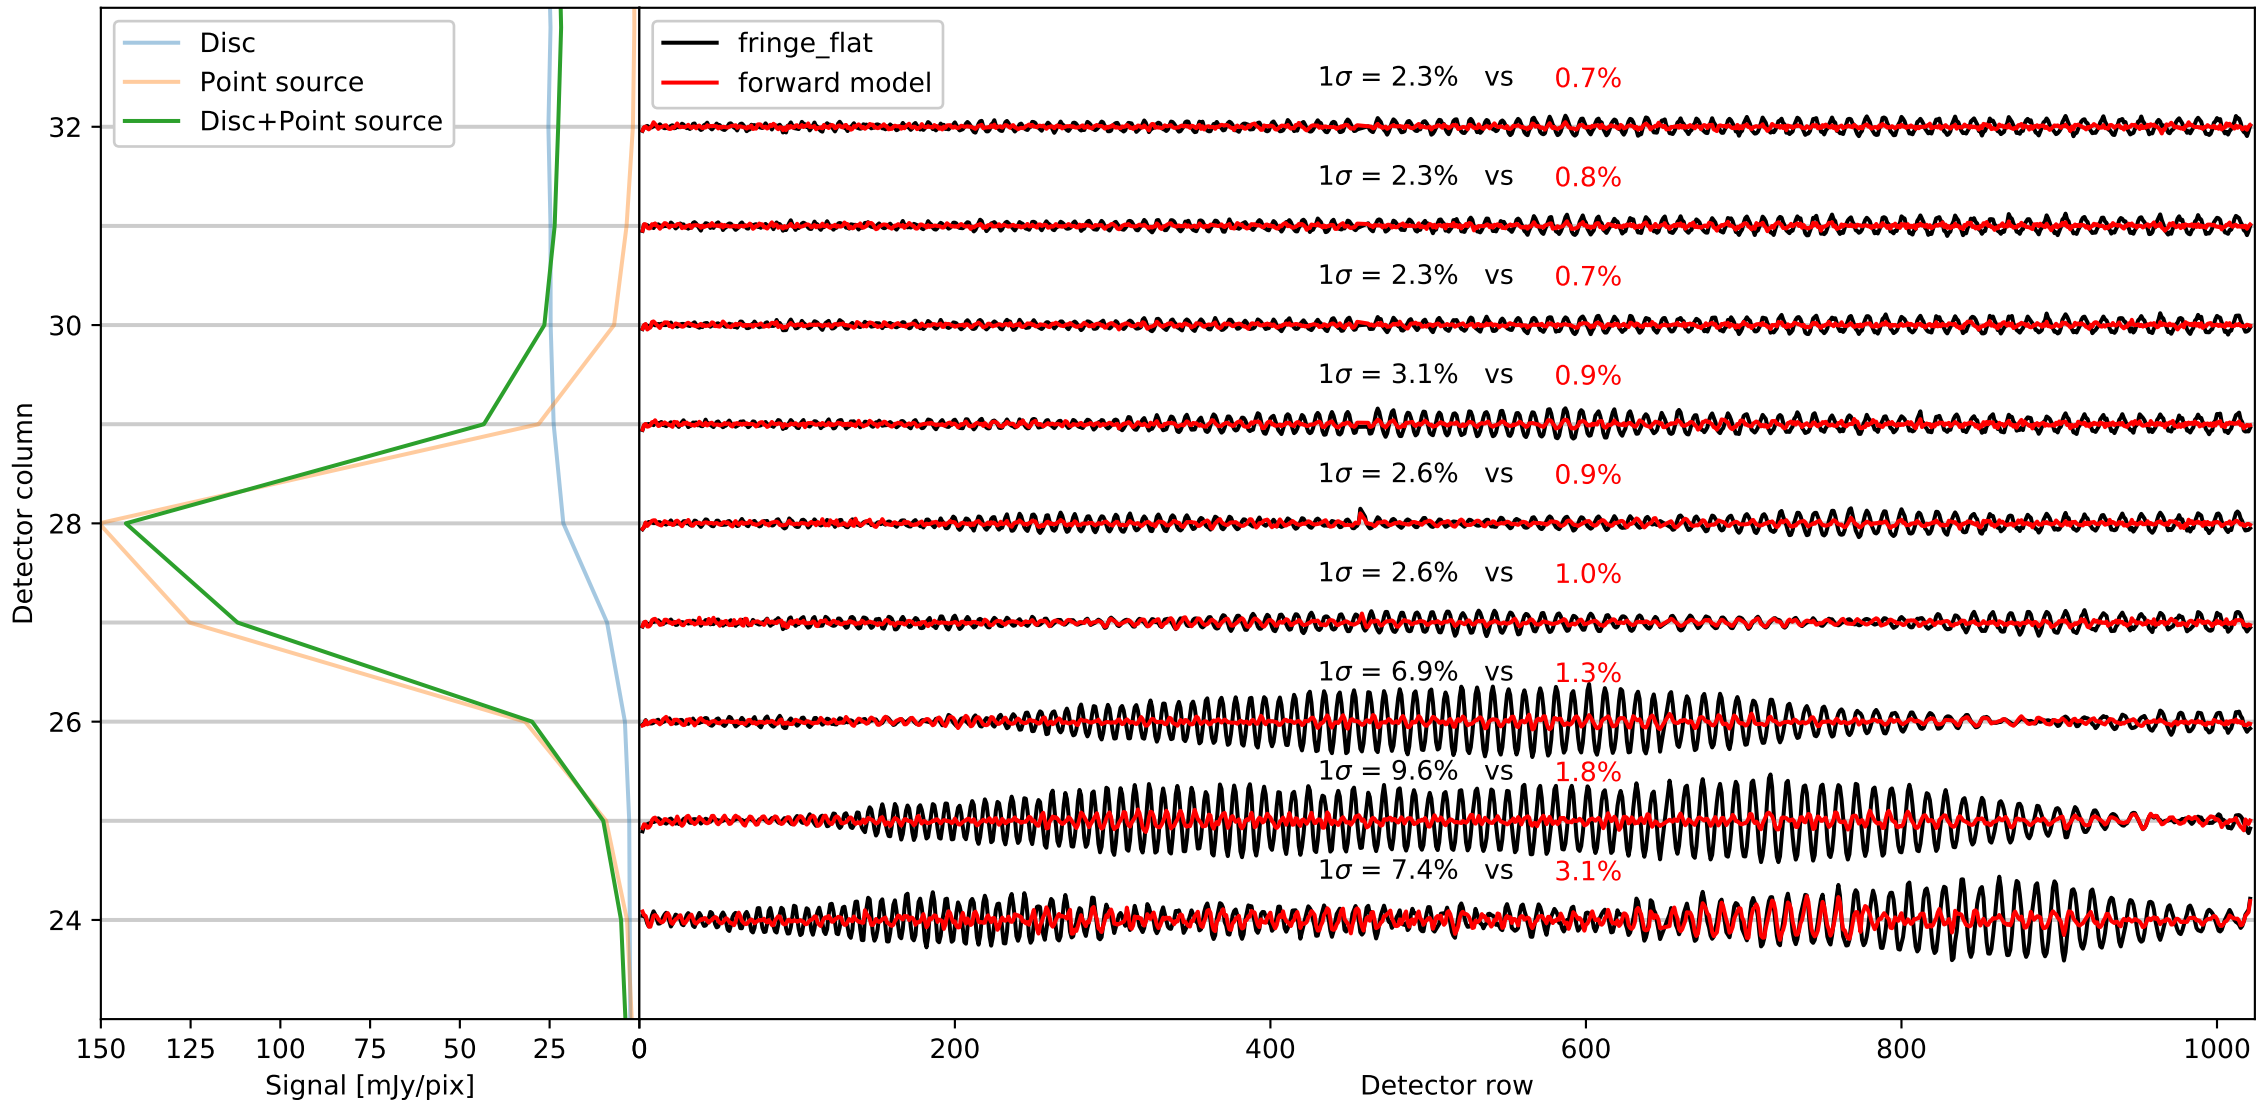 Disc
Point source
Disc+Point source
fringe_flat
forward model
1σ = 2.3% vs 0.7%
1σ = 2.3% vs 0.8%
1σ = 2.3% vs 0.7%
1σ = 3.1% vs 0.9%
1σ = 2.6% vs 0.9%
1σ = 2.6% vs 1.0%
1σ = 6.9% vs 1.3%
1σ = 9.6% vs 1.8%
1σ = 7.4% vs 3.1%
32
30
28
26
24
Detector column
150 125 100 75 50 25 0
Signal [mJy/pix]
0 200 400 600 800 1000
Detector row